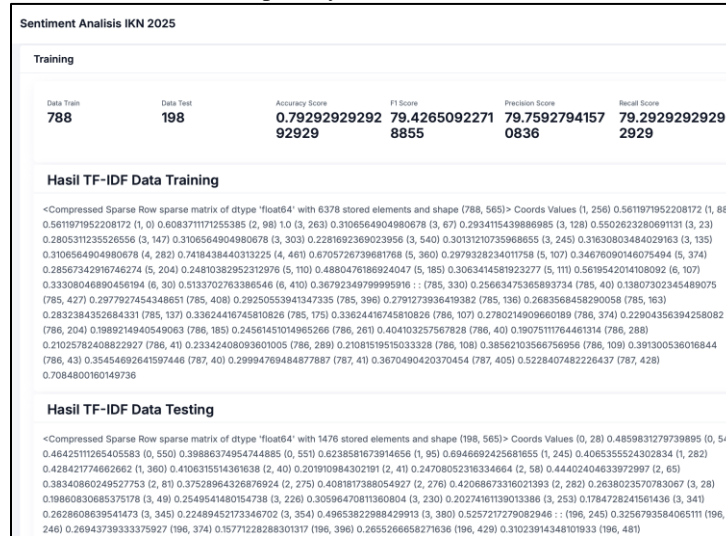 Sentiment Analisis IKN 2025
Training
Data Train
788
Data Test
198
Accuracy Score
0.79292929292
92929
F1 Score
79.4265092271
8855
Precision Score
79.7592794157
0836
Recall Score
79.2929292929
2929
Hasil TF-IDF Data Training
<Compressed Sparse Row sparse matrix of dtype 'float64' with 6378 stored elements and shape (788, 565)> Coords Values (1, 256) 0.5611971952208172 (1, 88
0.5611971952208172 (1, 0) 0.6083711171255385 (2, 98) 1.0 (3, 263) 0.3106564904980678 (3, 67) 0.2934115439886985 (3, 128) 0.5502623280691131 (3, 23)
0.2805311235526556 (3, 147) 0.3106564904980678 (3, 303) 0.2281692369023956 (3, 540) 0.30131210735968655 (3, 245) 0.31630803484029163 (3, 135)
0.3106564904980678 (4, 282) 0.7418438440313225 (4, 461) 0.6705726739681768 (5, 360) 0.2979328234011758 (5, 107) 0.34676090146075494 (5, 374)
0.28567342916746274 (5, 204) 0.24810382952312976 (5, 110) 0.4880476186924047 (5, 185) 0.3063414581923277 (5, 111) 0.5619542014108092 (6, 107)
0.33308046890456194 (6, 30) 0.5133702763386546 (6, 410) 0.36792349799995916 : : (785, 330) 0.25663475365893734 (785, 40) 0.13807302345489075
(785, 427) 0.2977927454348651 (785, 408) 0.29250553941347335 (785, 396) 0.2791273936419382 (785, 136) 0.2683568458290058 (785, 163)
0.2832384352684331 (785, 137) 0.33624416745810826 (785, 175) 0.33624416745810826 (786, 107) 0.2780214909660189 (786, 374) 0.22904356394258082
(786, 204) 0.1989214940549063 (786, 185) 0.24561451014965266 (786, 261) 0.404103257567828 (786, 40) 0.19075111764461314 (786, 288)
0.21025782408822927 (786, 41) 0.23342408093601005 (786, 289) 0.21081519515033328 (786, 108) 0.38562103566756956 (786, 109) 0.391300536016844
(786, 43) 0.35454692641597446 (787, 40) 0.29994769484877887 (787, 41) 0.3670490420370454 (787, 405) 0.5228407482226437 (787, 428)
0.7084800160149736
Hasil TF-IDF Data Testing
<Compressed Sparse Row sparse matrix of dtype 'float64' with 1476 stored elements and shape (198, 565)> Coords Values (0, 28) 0.4859831279739895 (0, 54
0.46425111265405583 (0, 550) 0.39886374954744885 (0, 551) 0.6238581673914656 (1, 95) 0.6946692425681655 (1, 245) 0.4065355524302834 (1, 282)
0.428421774662662 (1, 360) 0.4106315514361638 (2, 40) 0.201910984302191 (2, 41) 0.24708052316334664 (2, 58) 0.44402404633972997 (2, 65)
0.38340860249527753 (2, 81) 0.37528964326876924 (2, 275) 0.4081817388054927 (2, 276) 0.42068673316021393 (2, 282) 0.2638023570783067 (3, 28)
0.19860830685375178 (3, 49) 0.2549541480154738 (3, 226) 0.30596470811360804 (3, 230) 0.20274161139013386 (3, 253) 0.1784728241561436 (3, 341)
0.2628608639541473 (3, 345) 0.22489452173346702 (3, 354) 0.49653822988429913 (3, 380) 0.5257217279082946 : : (196, 245) 0.3256793584065111 (196,
246) 0.26943739333375927 (196, 374) 0.15771228288301317 (196, 396) 0.2655266658271636 (196, 429) 0.31023914348101933 (196, 481)